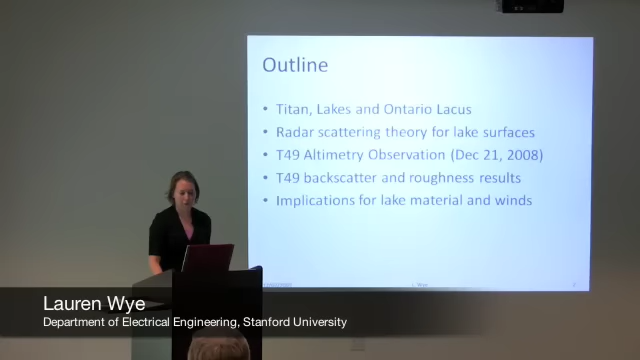 Outline
• Titan, Lakes and Ontario Lacus
• Radar scattering theory for lake surfaces
• T49 Altimetry Observation (Dec 21, 2008)
• T49 backscatter and roughness results
• Implications for lake material and winds
L. Wye
Lauren Wye
Department of Electrical Engineering, Stanford University